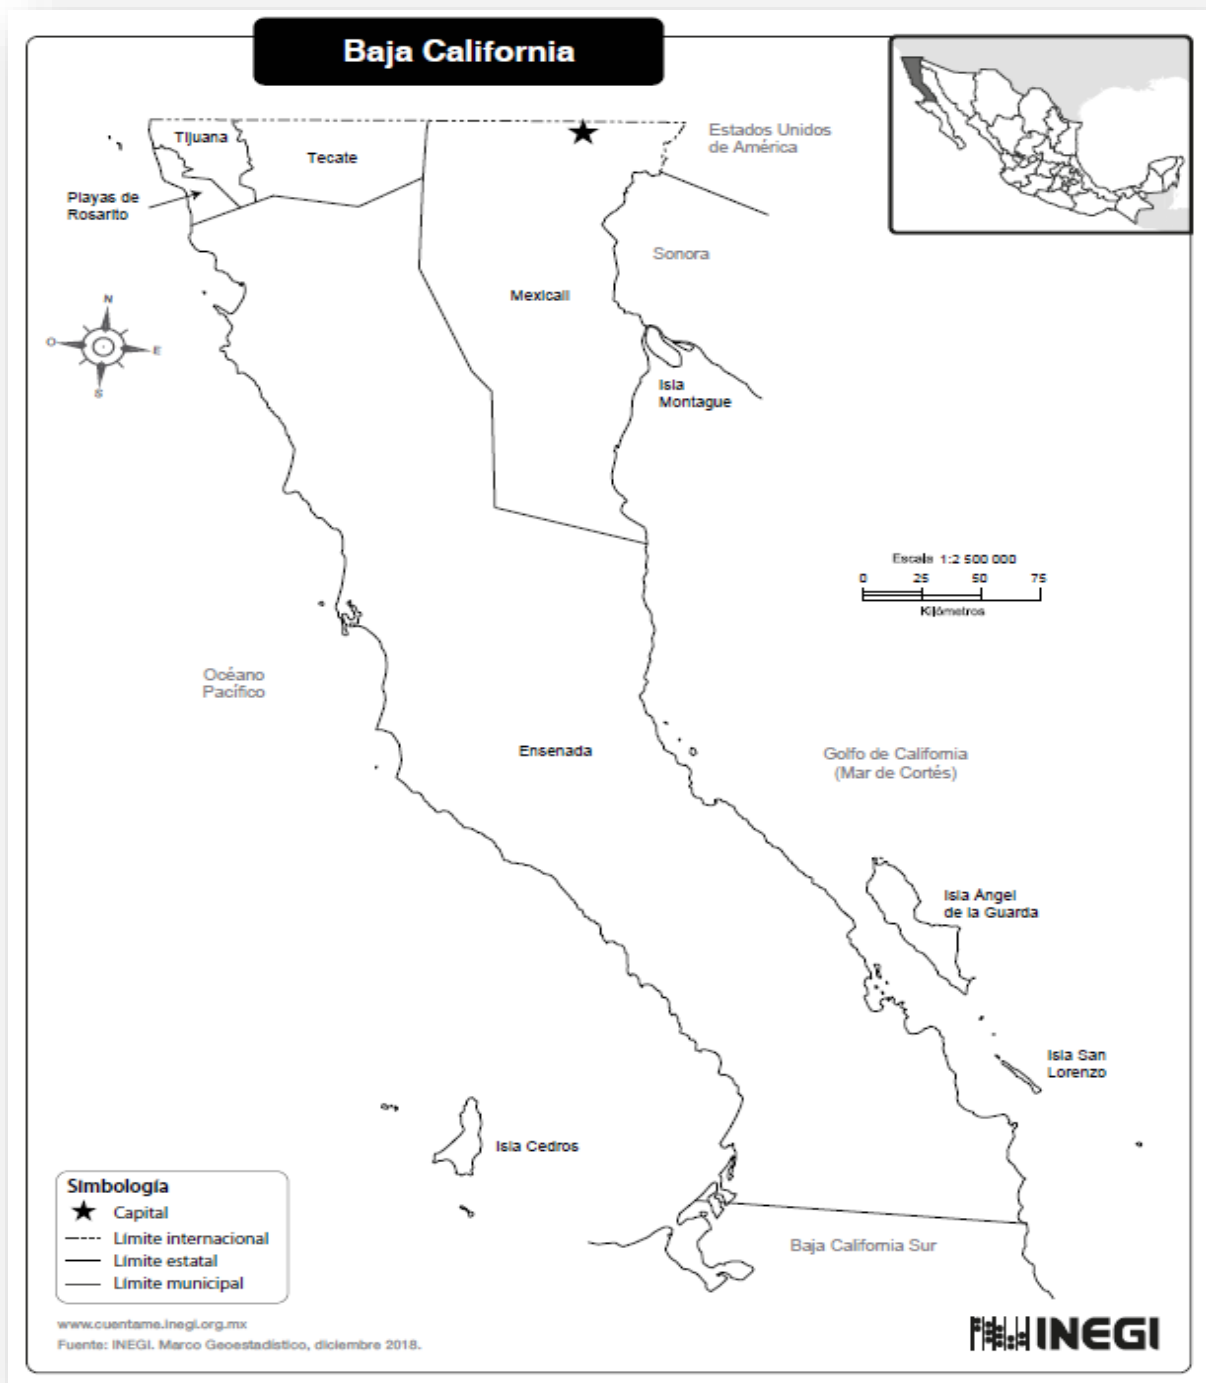 Baja California
Estados Unidos
de América
Tijuana
Tecate
Playas de
Rosarito
Sonora
Mexicali
N
O
E
S
Isla
Montague
Escala 1:2 500 000
0 25 50 75
Kilómetros
Océano
Pacífico
Ensenada
Golfo de California
(Mar de Cortés)
Isla Ángel
de la Guarda
Isla San
Lorenzo
Isla Cedros
Baja California Sur
Simbología
Capital
Límite internacional
Límite estatal
Límite municipal
www.cuentame.inegi.org.mx
Fuente: INEGI. Marco Geoestadístico, diciembre 2018.
INEGI